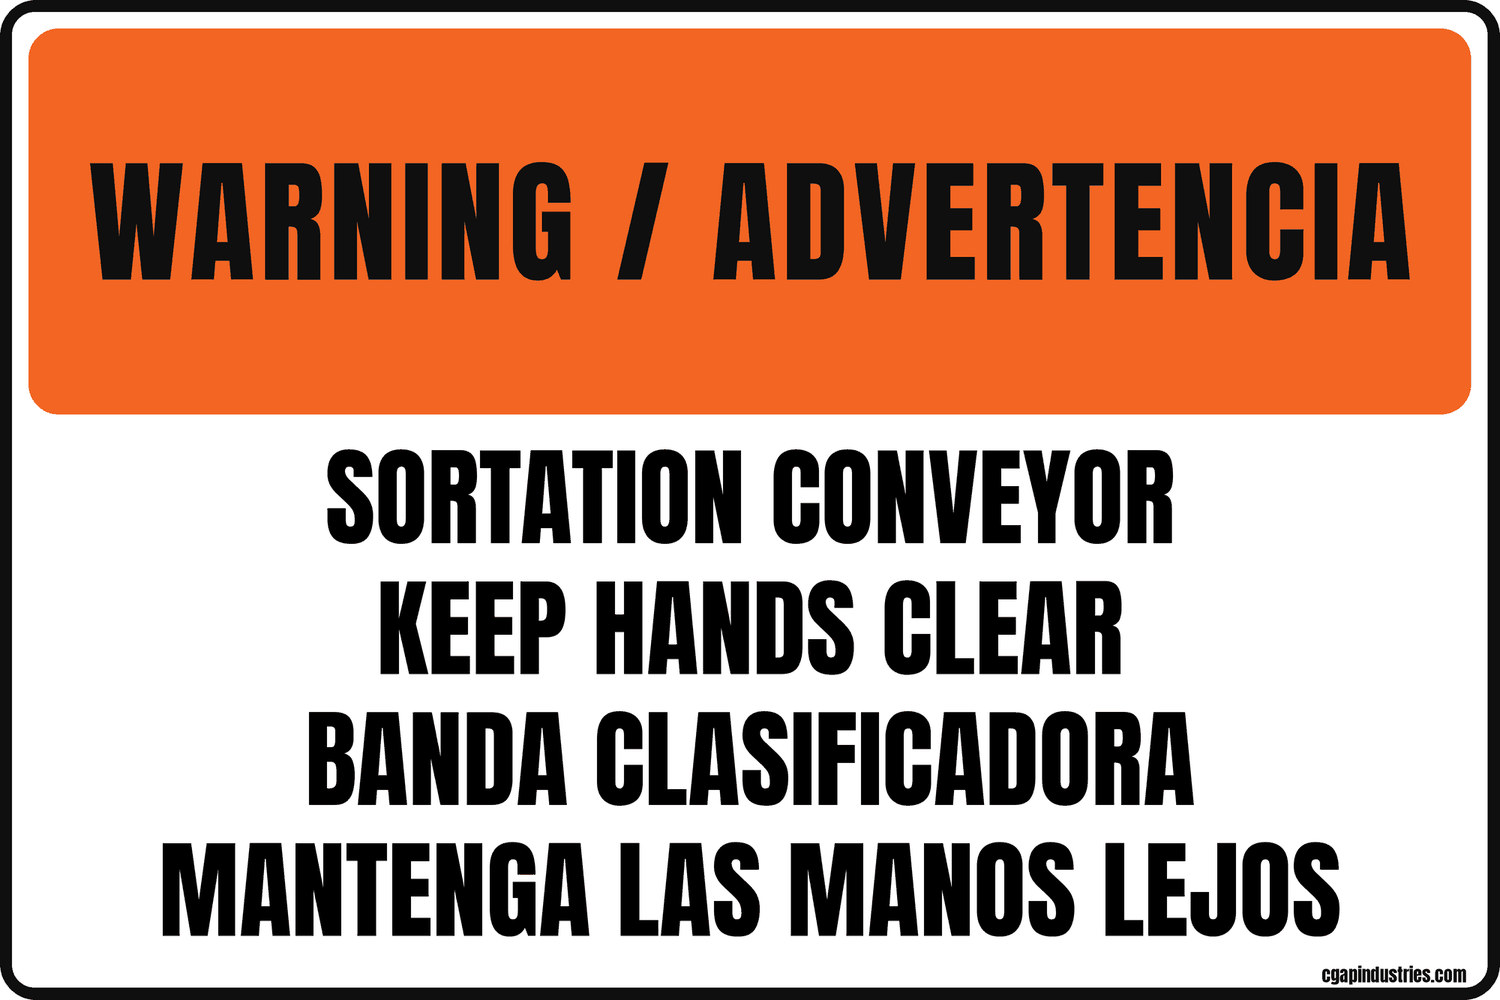 WARNING / ADVERTENCIA
SORTATION CONVEYOR
KEEP HANDS CLEAR
BANDA CLASIFICADORA
MANTENGA LAS MANOS LEJOS
cgapindustries.com